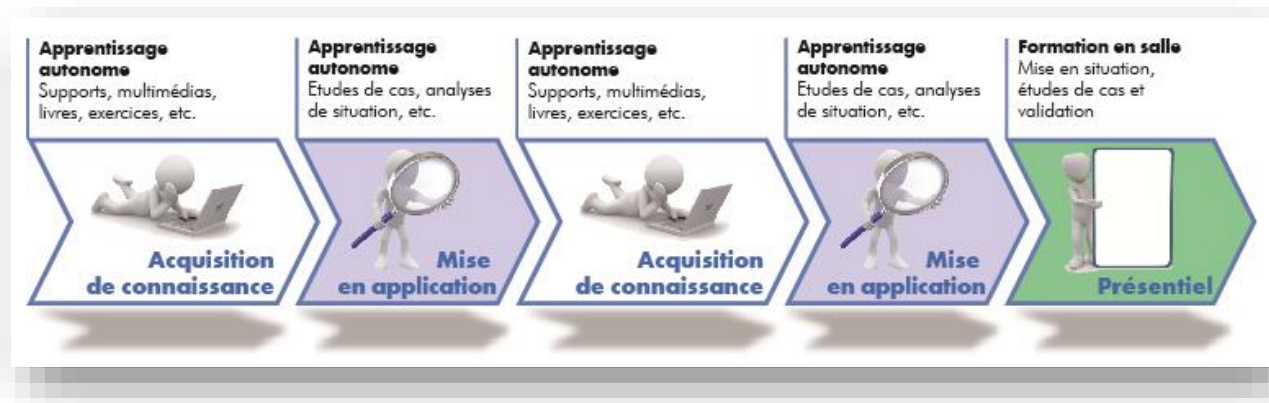 Apprentissage
autonome
Supports, multimédias,
livres, exercices, etc.
Acquisition
de connaissance
Apprentissage
autonome
Etudes de cas, analyses
de situation, etc.
Mise
en application
Apprentissage
autonome
Supports, multimédias,
livres, exercices, etc.
Acquisition
de connaissance
Apprentissage
autonome
Etudes de cas, analyses
de situation, etc.
Mise
en application
Formation en salle
Mise en situation,
études de cas et
validation
Présentiel